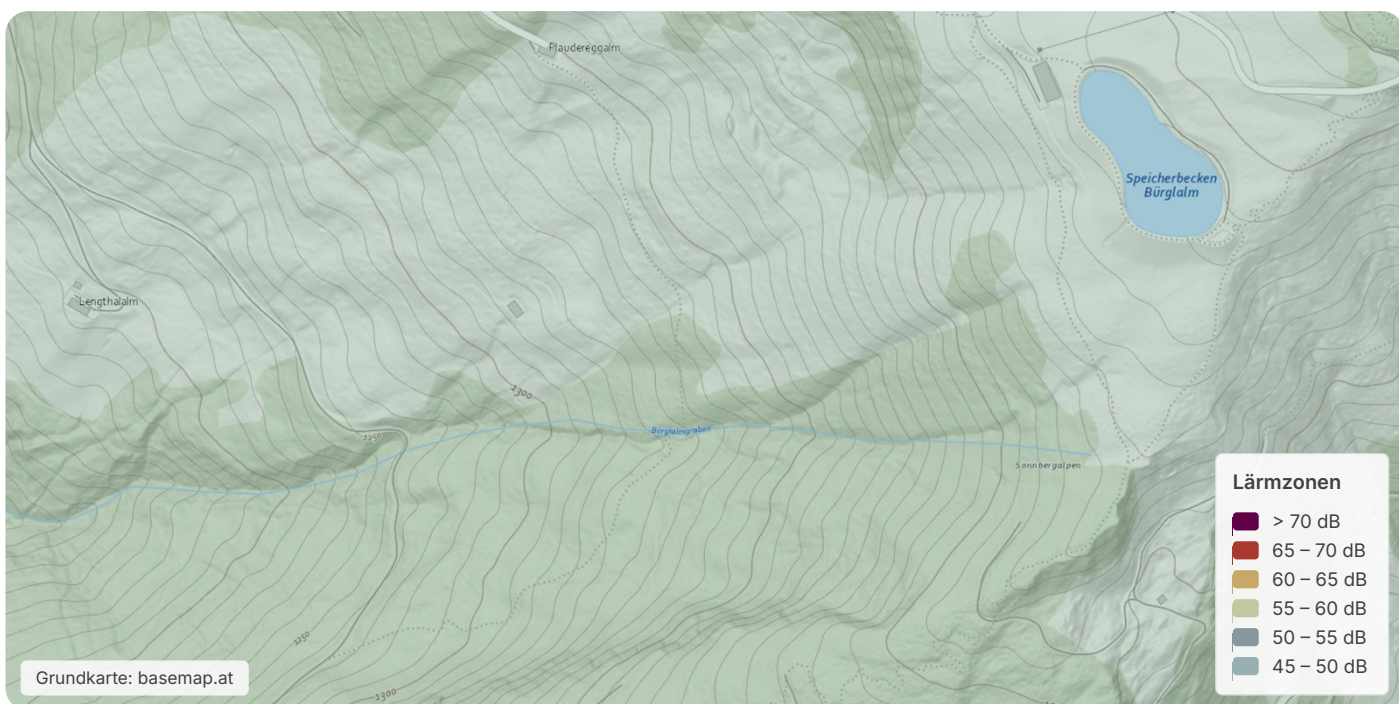 Plaudereggalm
Speicherbecken
Bürglalm
Lengthalalm
1300
Bürglalmgraben
1250
Sonnbergalpen
Lärmzonen
> 70 dB
65 – 70 dB
60 – 65 dB
55 – 60 dB
50 – 55 dB
45 – 50 dB
1250
Grundkarte: basemap.at
1300